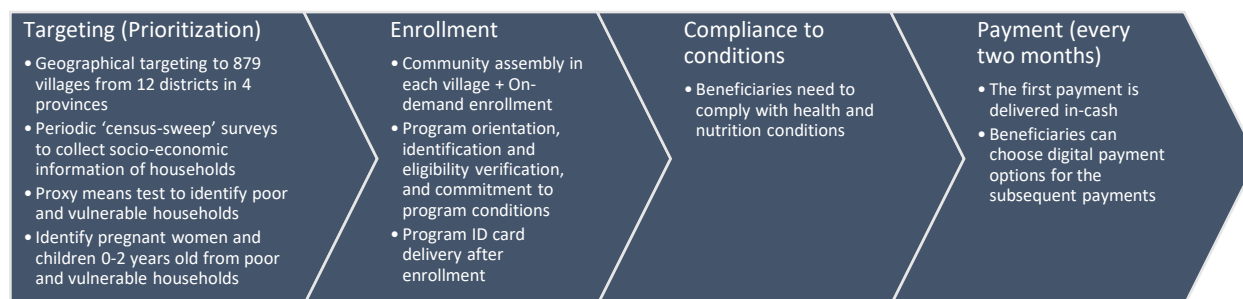 Targeting (Prioritization)
• Geographical targeting to 879
villages from 12 districts in 4
provinces
• Periodic ‘census-sweep’ surveys
to collect socio-economic
information of households
• Proxy means test to identify poor
and vulnerable households
• Identify pregnant women and
children 0-2 years old from poor
and vulnerable households
Enrollment
• Community assembly in
each village + On-
demand enrollment
• Program orientation,
identification and
eligibility verification,
and commitment to
program conditions
• Program ID card
delivery after
enrollment
Compliance to
conditions
• Beneficiaries need to
comply with health and
nutrition conditions
Payment (every
two months)
• The first payment is
delivered in-cash
• Beneficiaries can
choose digital payment
options for the
subsequent payments